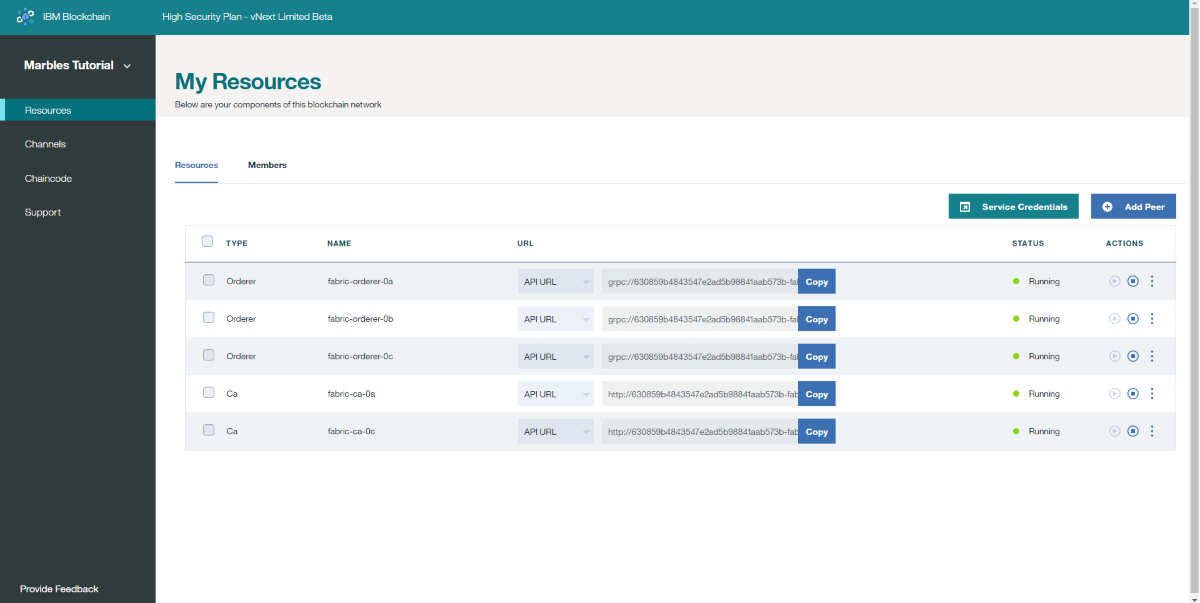 IBM Blockchain High Security Plan - vNext Limited Beta
Marbles Tutorial
Resources
Channels
Chaincode
Support
Provide Feedback
My Resources
Below are your components of this blockchain network
Resources Members
Service Credentials Add Peer
TYPE NAME URL STATUS ACTIONS
Orderer fabric-orderer-0a API URL grpc://630859b4843547e2ad5b98841aab573b-fal Copy Running
Orderer fabric-orderer-0b API URL grpc://630859b4843547e2ad5b98841aab573b-fal Copy Running
Orderer fabric-orderer-0c API URL grpc://630859b4843547e2ad5b98841aab573b-fal Copy Running
Ca fabric-ca-0a API URL http://630859b4843547e2ad5b98841aab573b-fab Copy Running
Ca fabric-ca-0c API URL http://630859b4843547e2ad5b98841aab573b-fab Copy Running